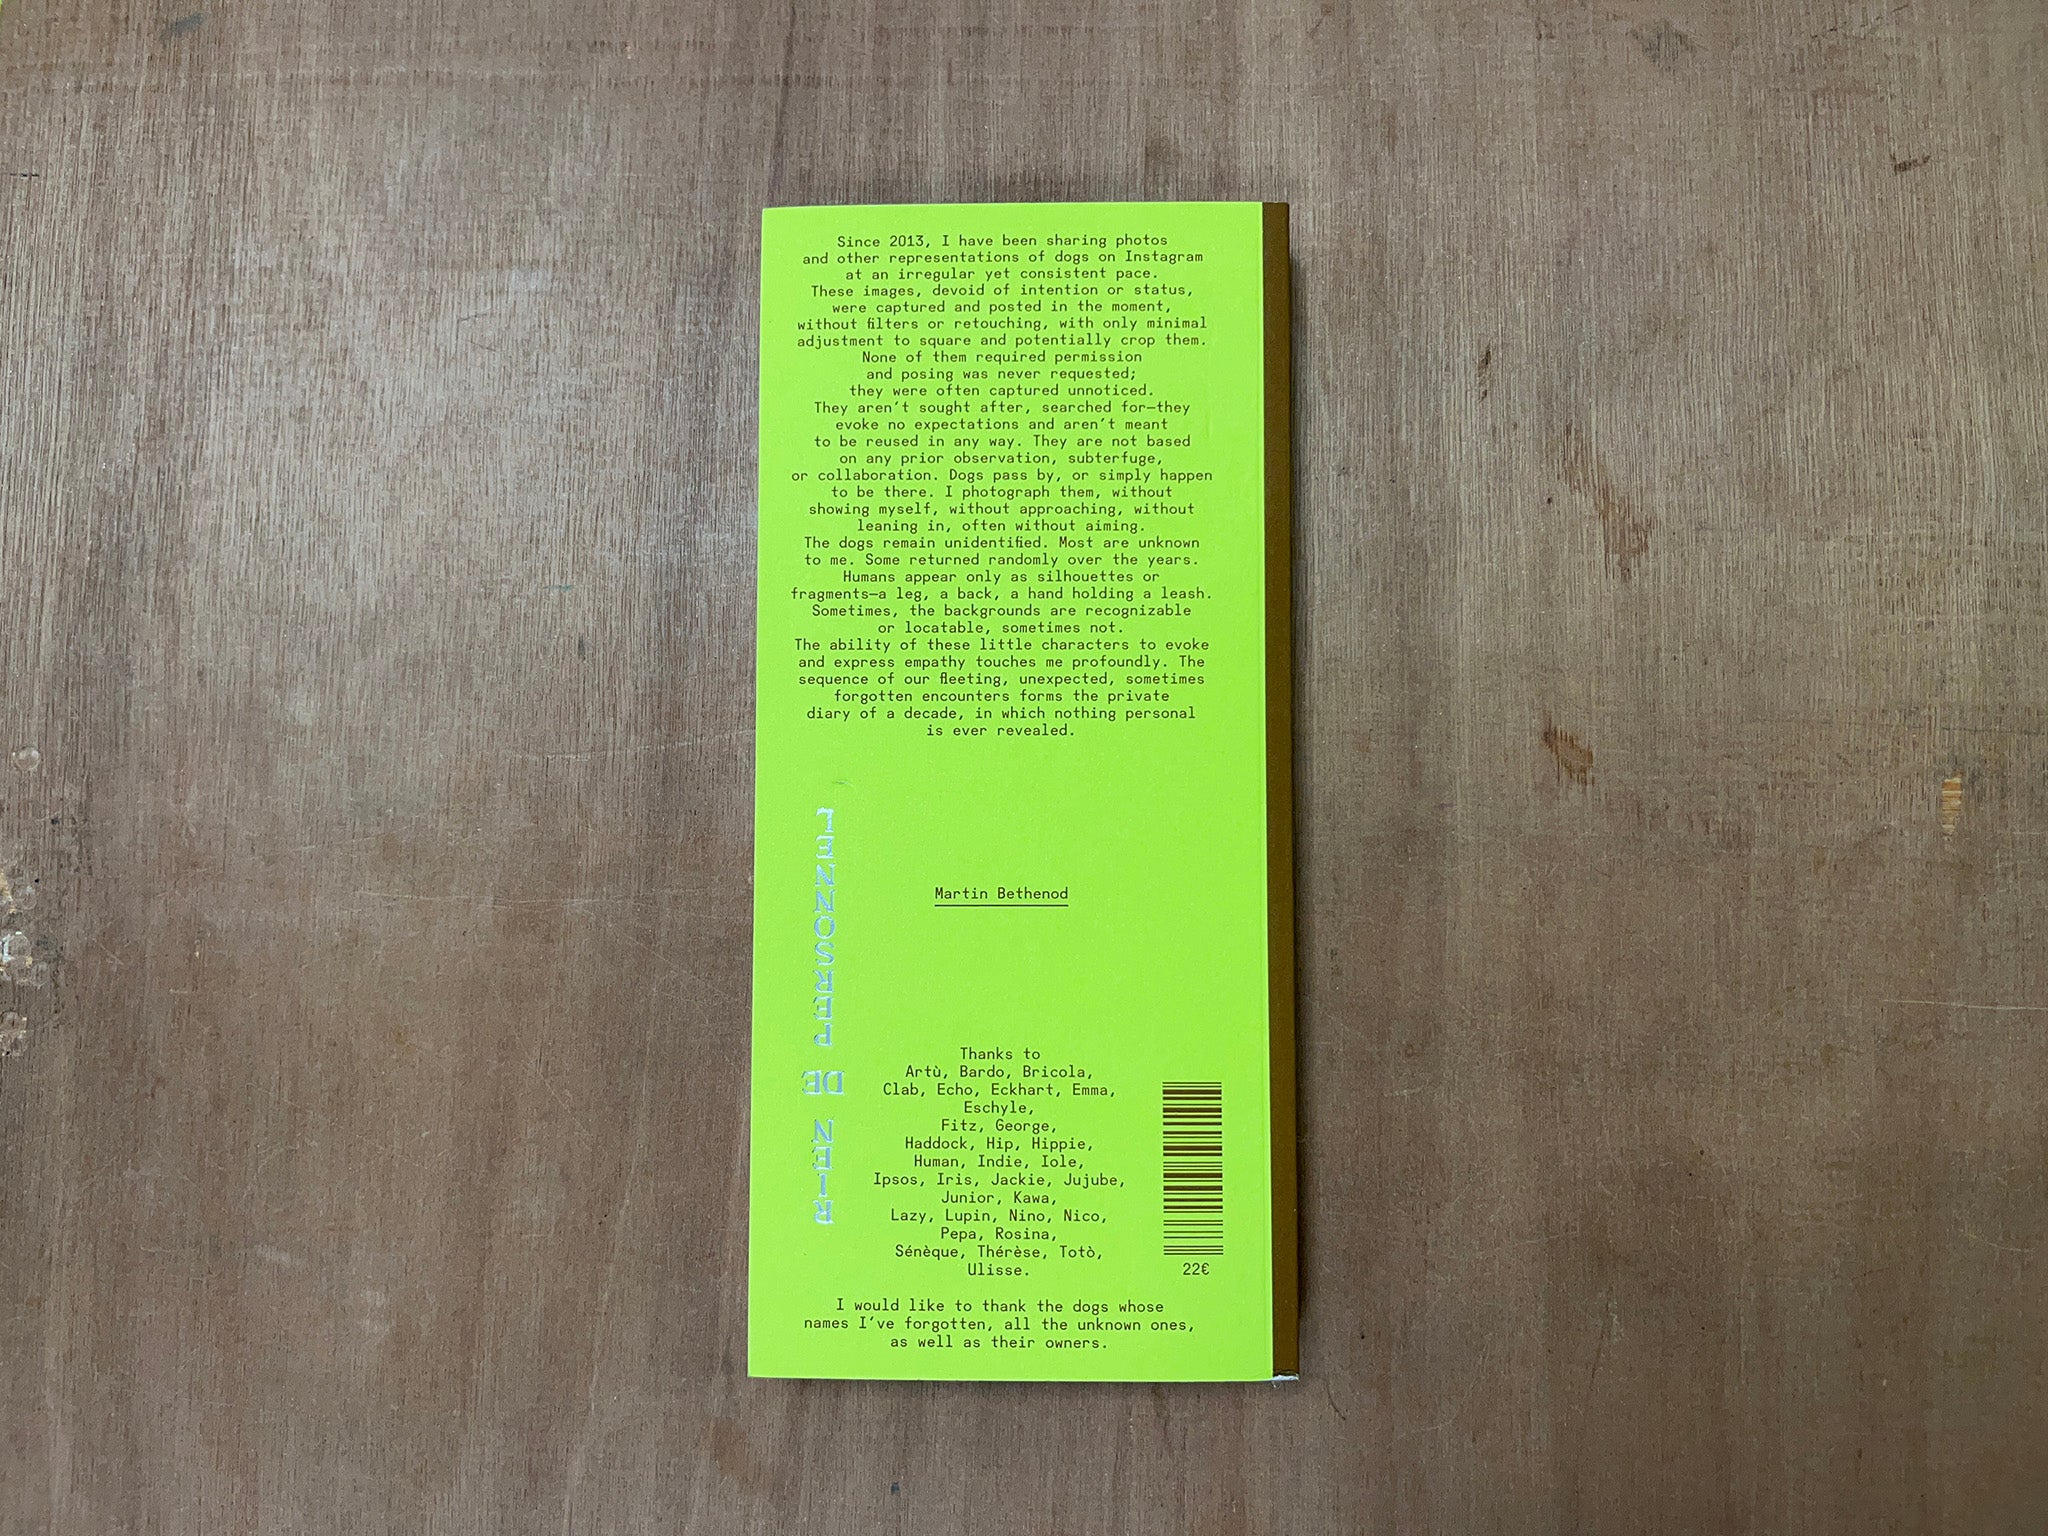 Since 2013, I have been sharing photos
and other representations of dogs on Instagram
at an irregular yet consistent pace.
These images, devoid of intention or status,
were captured and posted in the moment,
without filters or retouching, with only minimal
adjustment to square and potentially crop them.
None of them required permission
and posing was never requested;
they were often captured unnoticed.
They aren't sought after, searched for—they
evoke no expectations and aren't meant
to be reused in any way. They are not based
on any prior observation, subterfuge,
or collaboration. Dogs pass by, or simply happen
to be there. I photograph them, without
showing myself, without approaching, without
leaning in, often without aiming.
The dogs remain unidentified. Most are unknown
to me. Some returned randomly over the years.
Humans appear only as silhouettes or
fragments—a leg, a back, a hand holding a leash.
Sometimes, the backgrounds are recognizable
or locatable, sometimes not.
The ability of these little characters to evoke
and express empathy touches me profoundly. The
sequence of our fleeting, unexpected, sometimes
forgotten encounters forms the private
diary of a decade, in which nothing personal
is ever revealed.
RIEN DE PERSONNEL
Martin Bethenod
Thanks to
Artù, Bardo, Bricola,
Clab, Echo, Eckhart, Emma,
Eschyle,
Fitz, George,
Haddock, Hip, Hippie,
Human, Indie, Iole,
Ipsos, Iris, Jackie, Jujube,
Junior, Kawa,
Lazy, Lupin, Nino, Nico,
Pepa, Rosina,
Sénèque, Thérèse, Totò,
Ulisse.
22€
I would like to thank the dogs whose
names I've forgotten, all the unknown ones,
as well as their owners.